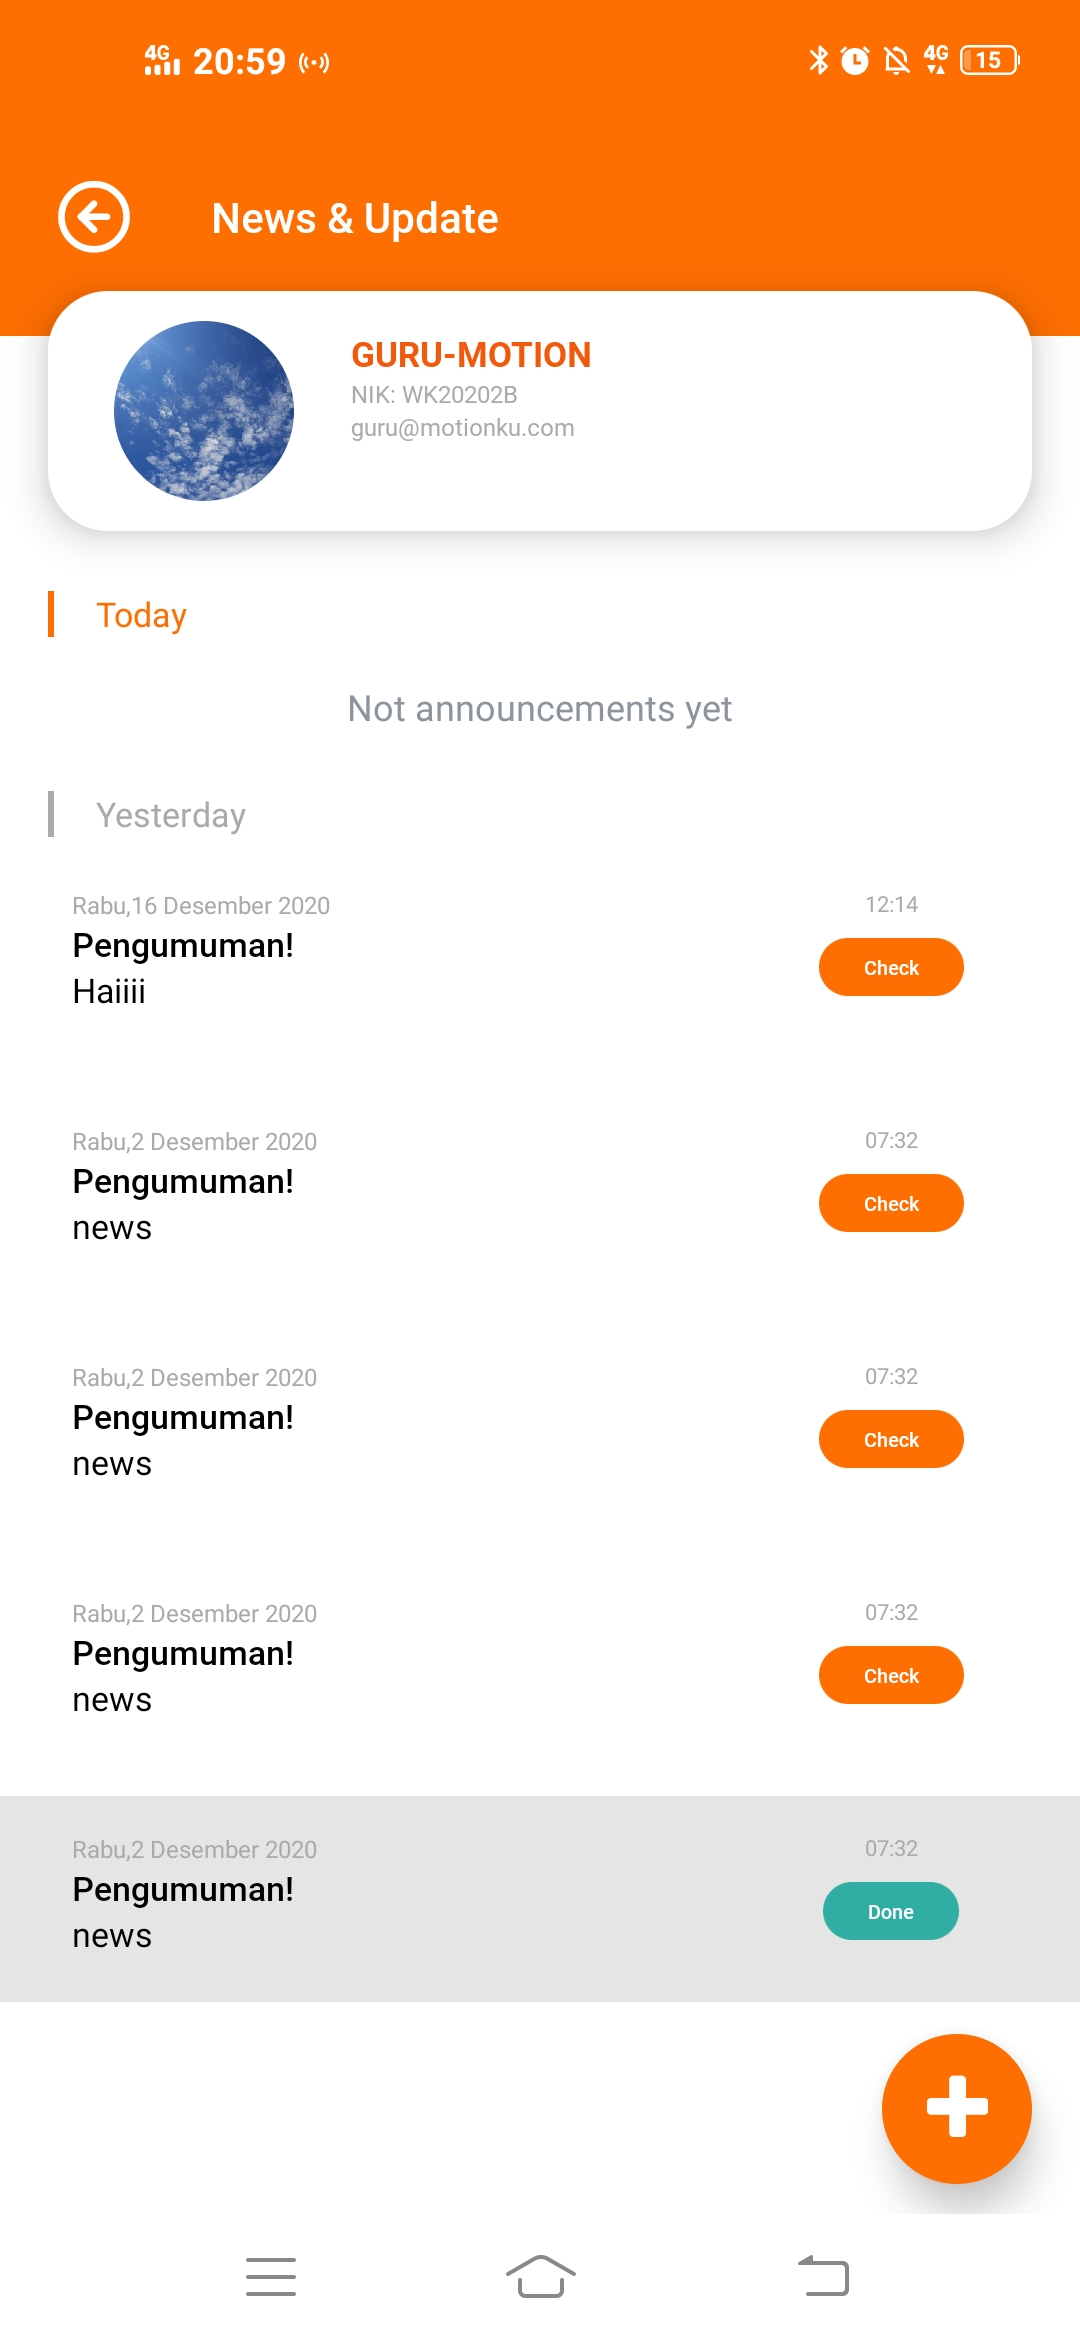 4G 20:59 4G 15
News & Update
GURU-MOTION
NIK: WK20202B
guru@motionku.com
Today
Not announcements yet
Yesterday
Rabu,16 Desember 2020 12:14
Pengumuman! Check
Haiiii
Rabu,2 Desember 2020 07:32
Pengumuman! Check
news
Rabu,2 Desember 2020 07:32
Pengumuman! Check
news
Rabu,2 Desember 2020 07:32
Pengumuman! Check
news
Rabu,2 Desember 2020 07:32
Pengumuman! Done
news